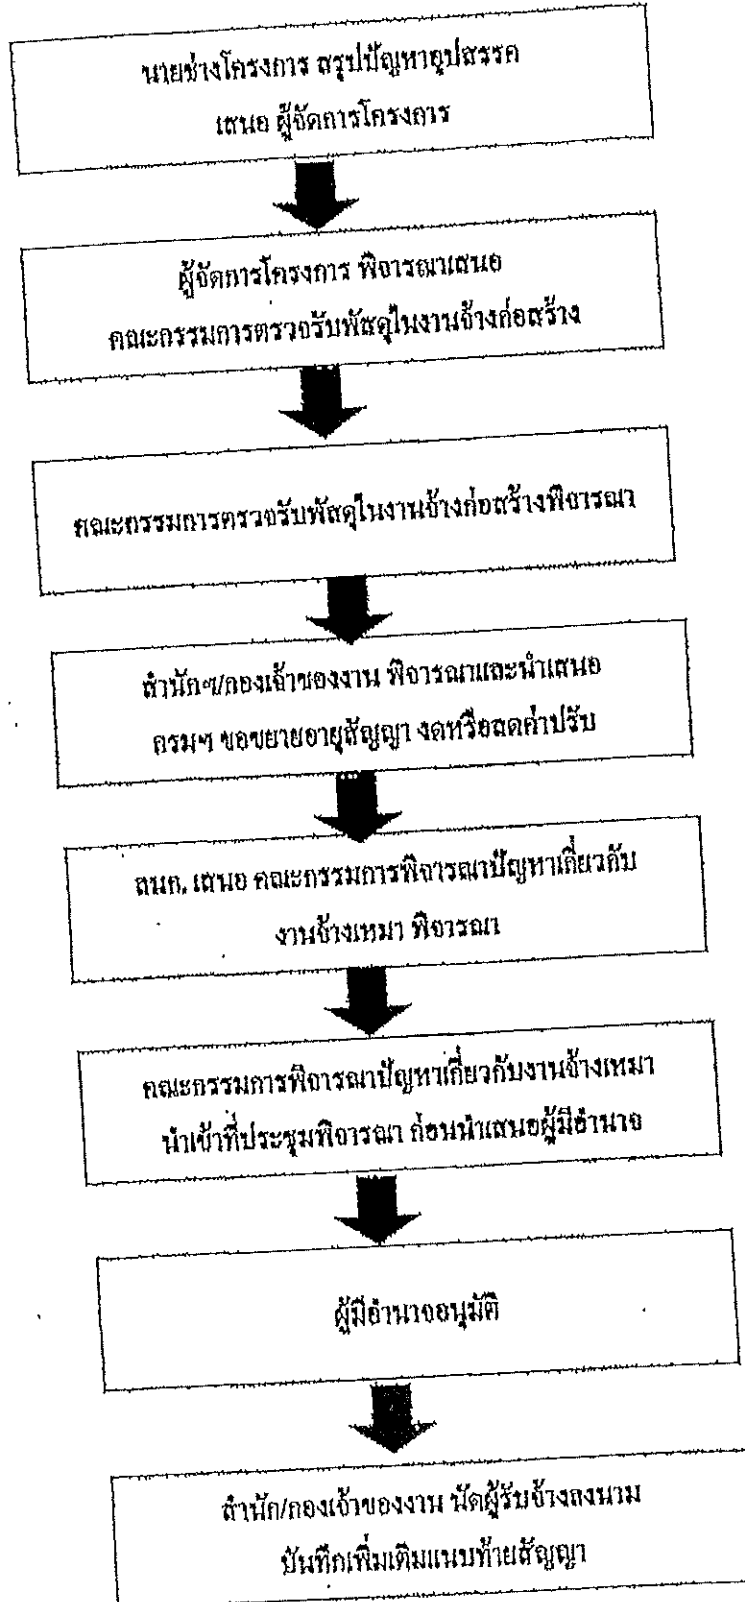 นายช่างโครงการ สรุปปัญหาอุปสรรค
เสนอ ผู้จัดการโครงการ
ผู้จัดการโครงการ พิจารณาเสนอ
คณะกรรมการตรวจรับพัสดุในงานจ้างก่อสร้าง
คณะกรรมการตรวจรับพัสดุในงานจ้างก่อสร้างพิจารณา
สำนักฯ/กองเจ้าของงาน พิจารณาและนำเสนอ
ครมฯ ขอขยายอายุสัญญา งดหรือลดค่าปรับ
สนก. เสนอ คณะกรรมการพิจารณาปัญหาเกี่ยวกับ
งานจ้างเหมา พิจารณา
คณะกรรมการพิจารณาปัญหาเกี่ยวกับงานจ้างเหมา
นำเข้าที่ประชุมพิจารณา ก่อนนำเสนอผู้มีอำนาจ
ผู้มีอำนาจอนุมัติ
สำนัก/กองเจ้าของงาน นัดผู้รับจ้างลงนาม
บันทึกเพิ่มเติมแนบท้ายสัญญา